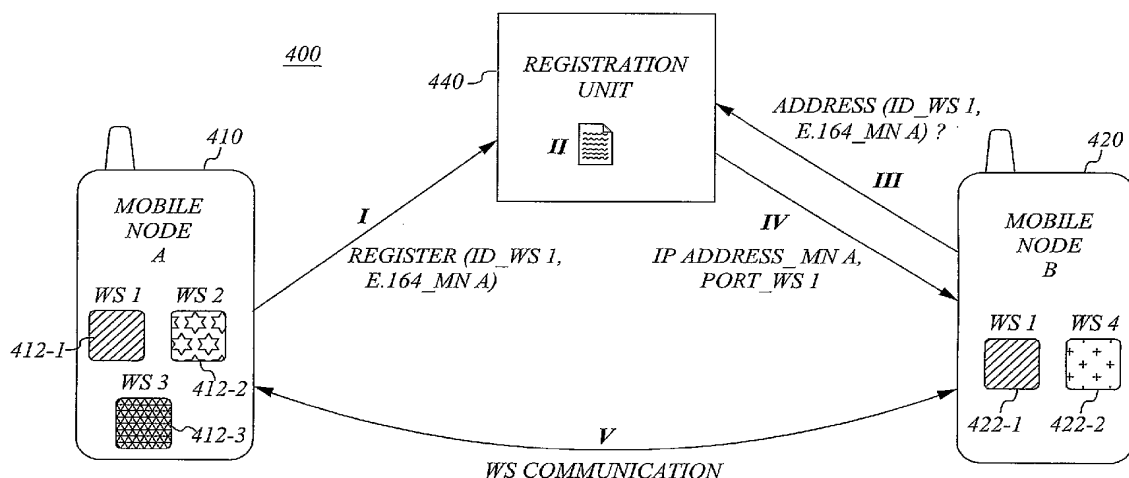 400
440
REGISTRATION
UNIT
II
ADDRESS (ID_WS 1,
E.164_MN A) ?
410
420
MOBILE
NODE
A
I
III
MOBILE
NODE
B
IV
REGISTER (ID_WS 1,
E.164_MN A)
IP ADDRESS_MN A,
PORT_WS 1
WS 1
WS 2
WS 1
WS 4
412-1
412-2
WS 3
412-3
422-1
422-2
V
WS COMMUNICATION